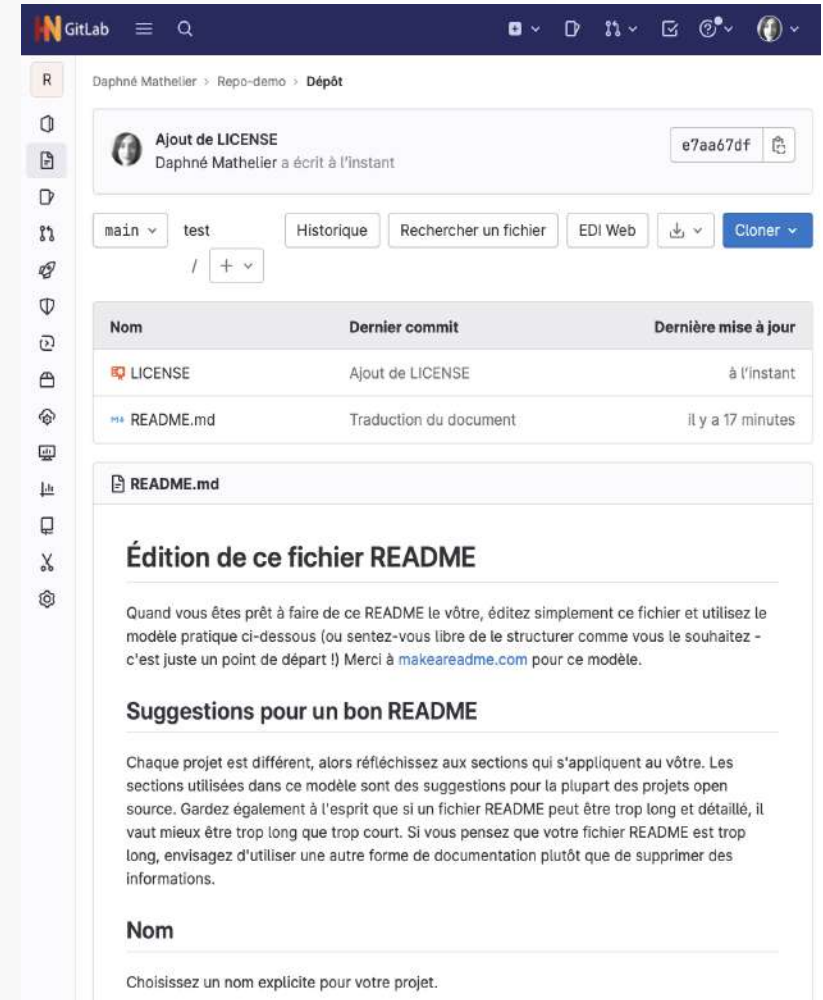 GitLab
R
Daphné Mathelier > Repo-demo > Dépôt
Ajout de LICENSE
Daphné Mathelier a écrit à l'instant
e7aa67df
main test Historique Rechercher un fichier EDI Web Cloner
/ +
Nom Dernier commit Dernière mise à jour
LICENSE Ajout de LICENSE à l'instant
README.md Traduction du document il y a 17 minutes
README.md
Édition de ce fichier README
Quand vous êtes prêt à faire de ce README le vôtre, éditez simplement ce fichier et utilisez le
modèle pratique ci-dessous (ou sentez-vous libre de le structurer comme vous le souhaitez -
c'est juste un point de départ !) Merci à makeareadme.com pour ce modèle.
Suggestions pour un bon README
Chaque projet est différent, alors réfléchissez aux sections qui s'appliquent au vôtre. Les
sections utilisées dans ce modèle sont des suggestions pour la plupart des projets open
source. Gardez également à l'esprit que si un fichier README peut être trop long et détaillé, il
vaut mieux être trop long que trop court. Si vous pensez que votre fichier README est trop
long, envisagez d'utiliser une autre forme de documentation plutôt que de supprimer des
informations.
Nom
Choisissez un nom explicite pour votre projet.